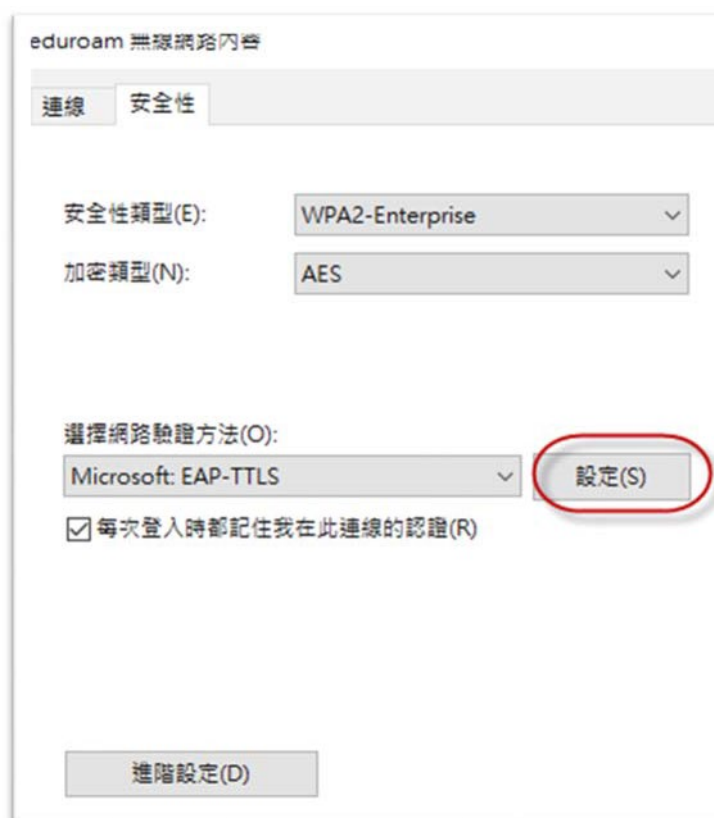 eduroam 無線網路內容
連線 安全性
安全性類型(E): WPA2-Enterprise
加密類型(N): AES
選擇網路驗證方法(O):
Microsoft: EAP-TTLS 設定(S)
每次登入時都記住我在此連線的認證(R)
進階設定(D)